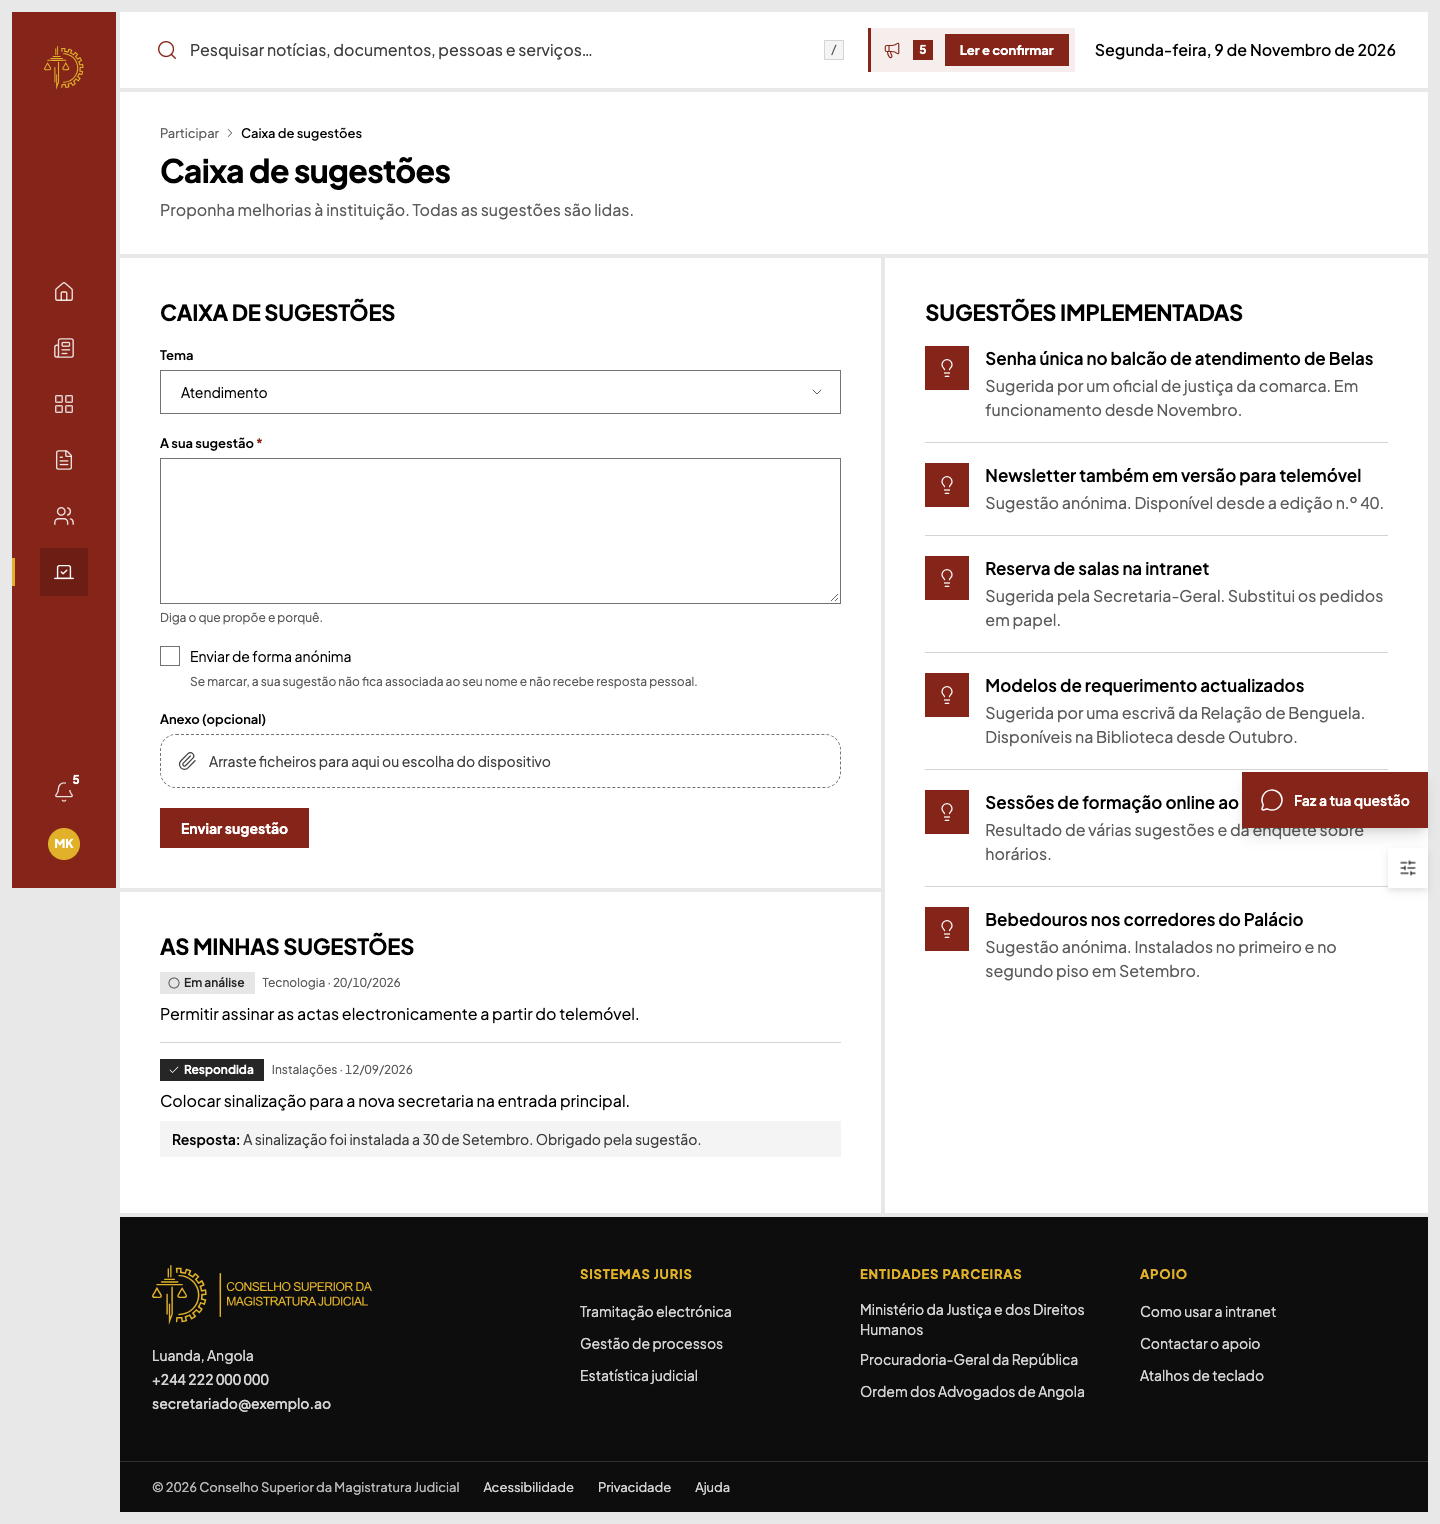 Pesquisar notícias, documentos, pessoas e serviços...
/
5
Ler e confirmar
Segunda-feira, 9 de Novembro de 2026
Participar
Caixa de sugestões
Caixa de sugestões
Proponha melhorias à instituição. Todas as sugestões são lidas.
CAIXA DE SUGESTÕES
Tema
Atendimento
A sua sugestão *
Diga o que propõe e porquê.
Enviar de forma anónima
Se marcar, a sua sugestão não fica associada ao seu nome e não recebe resposta pessoal.
Anexo (opcional)
Arraste ficheiros para aqui ou escolha do dispositivo
Enviar sugestão
5
MK
AS MINHAS SUGESTÕES
Em análise
Tecnologia · 20/10/2026
Permitir assinar as actas electronicamente a partir do telemóvel.
Respondida
Instalações · 12/09/2026
Colocar sinalização para a nova secretaria na entrada principal.
Resposta: A sinalização foi instalada a 30 de Setembro. Obrigado pela sugestão.
SUGESTÕES IMPLEMENTADAS
Senha única no balcão de atendimento de Belas
Sugerida por um oficial de justiça da comarca. Em
funcionamento desde Novembro.
Newsletter também em versão para telemóvel
Sugestão anónima. Disponível desde a edição n.º 40.
Reserva de salas na intranet
Sugerida pela Secretaria-Geral. Substitui os pedidos
em papel.
Modelos de requerimento actualizados
Sugerida por uma escrivã da Relação de Benguela.
Disponíveis na Biblioteca desde Outubro.
Sessões de formação online ao
Resultado de várias sugestões e da enquete sobre
horários.
Faz a tua questão
Bebedouros nos corredores do Palácio
Sugestão anónima. Instalados no primeiro e no
segundo piso em Setembro.
CONSELHO SUPERIOR DA
MAGISTRATURA JUDICIAL
Luanda, Angola
+244 222 000 000
secretariado@exemplo.ao
SISTEMAS JURIS
Tramitação electrónica
Gestão de processos
Estatística judicial
ENTIDADES PARCEIRAS
Ministério da Justiça e dos Direitos
Humanos
Procuradoria-Geral da República
Ordem dos Advogados de Angola
APOIO
Como usar a intranet
Contactar o apoio
Atalhos de teclado
© 2026 Conselho Superior da Magistratura Judicial
Acessibilidade
Privacidade
Ajuda